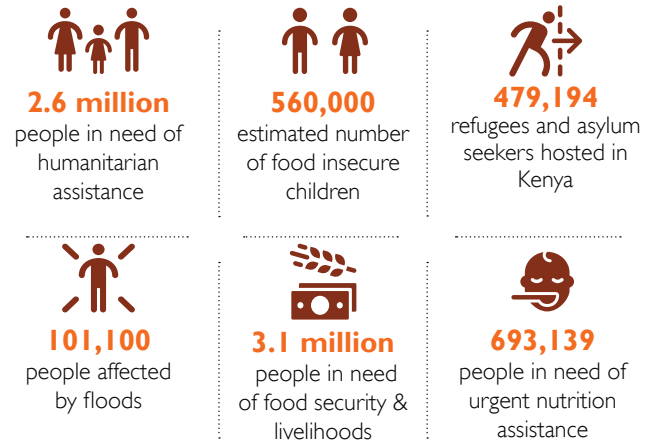 2.6 million
people in need of
humanitarian
assistance
560,000
estimated number
of food insecure
children
479,194
refugees and asylum
seekers hosted in
Kenya
101,100
people affected
by floods
3.1 million
people in need
of food security &
livelihoods
693,139
people in need of
urgent nutrition
assistance